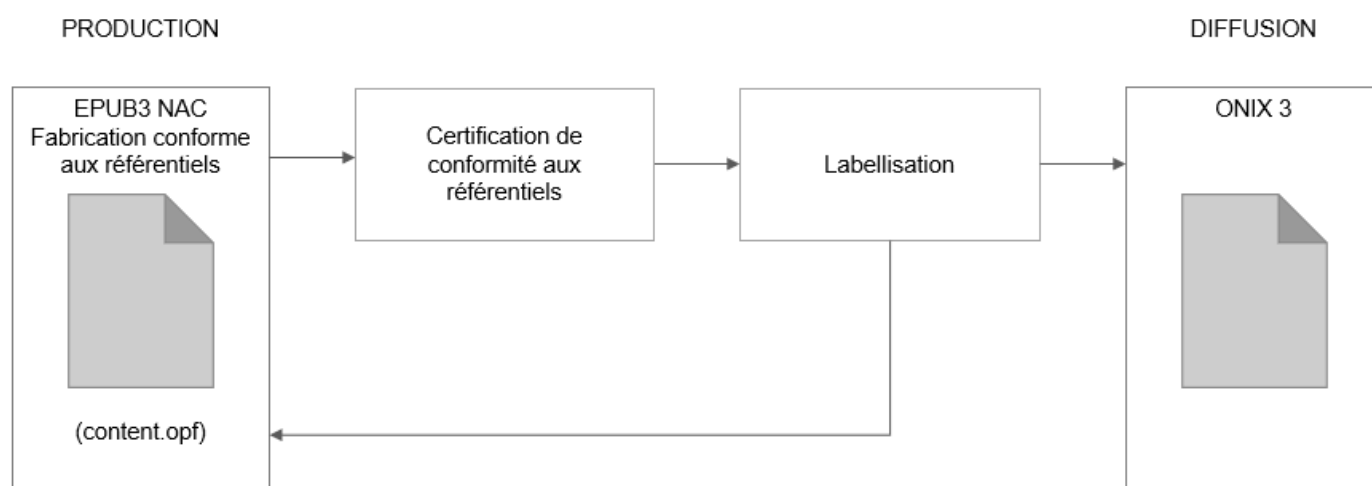 PRODUCTION
DIFFUSION
EPUB3 NAC
Fabrication conforme
aux référentiels
(content.opf)
Certification de
conformité aux
référentiels
Labellisation
ONIX 3